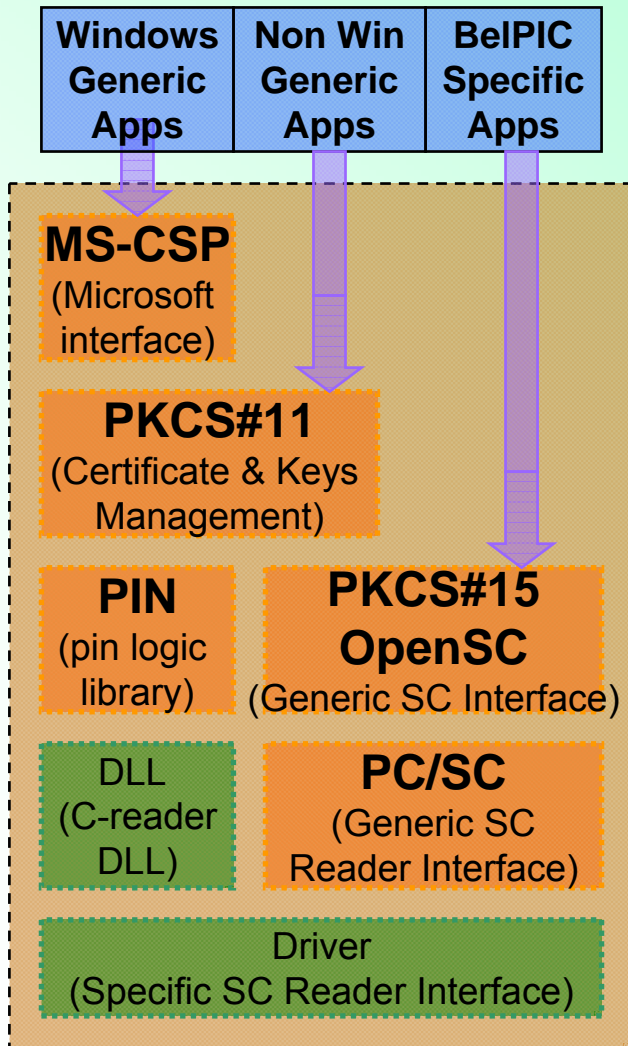 Windows
Generic
Apps
Non Win
Generic
Apps
BelPIC
Specific
Apps
MS-CSP
(Microsoft
interface)
PKCS#11
(Certificate & Keys
Management)
PIN
(pin logic
library)
PKCS#15
OpenSC
(Generic SC Interface)
DLL
(C-reader
DLL)
PC/SC
(Generic SC
Reader Interface)
Driver
(Specific SC Reader Interface)